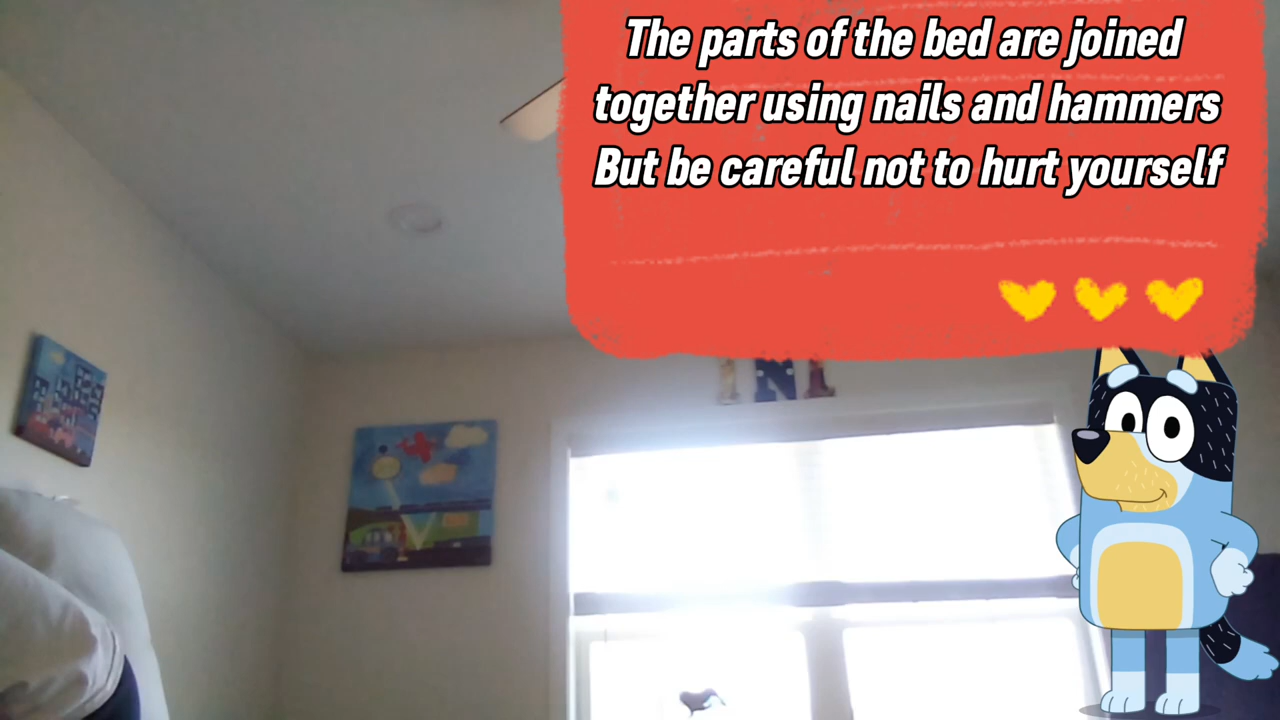 The parts of the bed are joined
together using nails and hammers
But be careful not to hurt yourself
INL